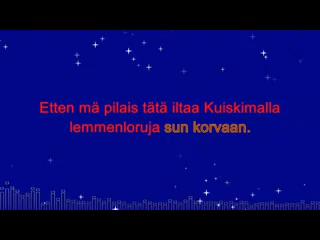 Etten mä pilais tätä iltaa Kuiskimalla
lemmenloruja sun korvaan.